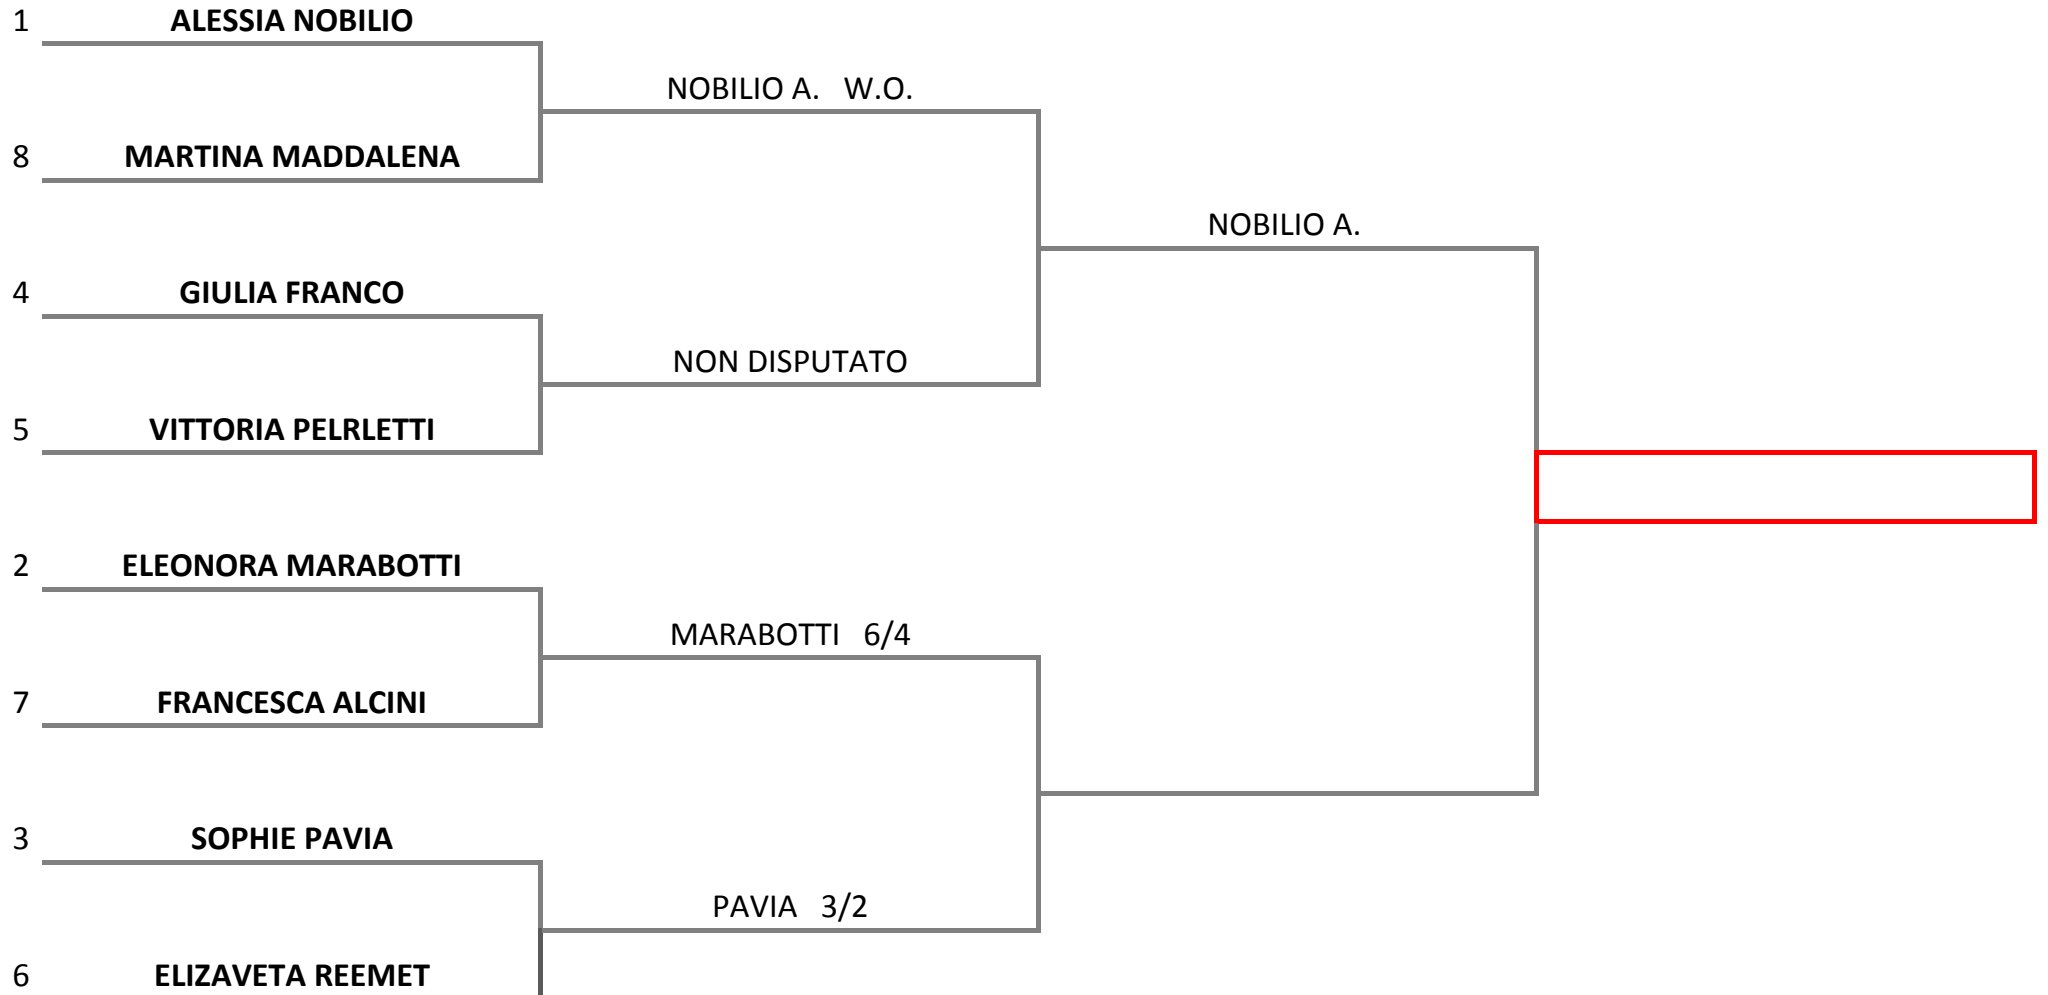 1 ALESSIA NOBILIO
NOBILIO A. W.O.
8 MARTINA MADDALENA
NOBILIO A.
4 GIULIA FRANCO
NON DISPUTATO
5 VITTORIA PELRLETTI
2 ELEONORA MARABOTTI
MARABOTTI 6/4
7 FRANCESCA ALCINI
3 SOPHIE PAVIA
PAVIA 3/2
6 ELIZAVETA REEMET